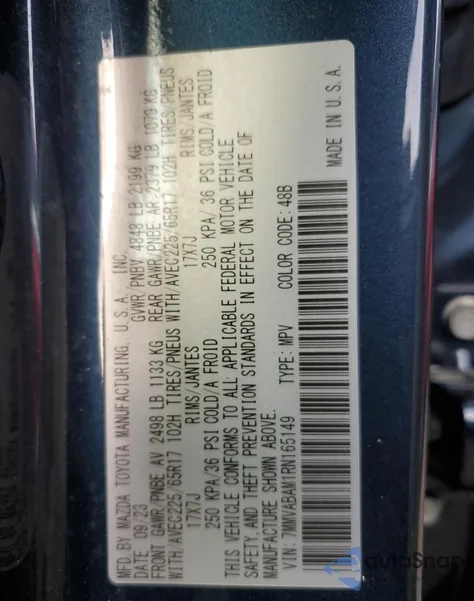 MFD.BY MAZDA TOYOTA MANUFACTURING, U.S.A. INC.
DATE 09/23 GVWR/PNBV 4848 LB 2199 KG
FRONT GAWR/PNBE AV 2498 LB 1133 KG REAR GAWR/PNBE AR 2379 LB 1079 KG
WITH/AVEC225/65R17 102H TIRES/PNEUS WITH/AVEC225/65R17 102H TIRES/PNEUS
17X7J RIMS/JANTES 17X7J RIMS/JANTES
250 KPA/36 PSI COLD/A FROID 250 KPA/36 PSI COLD/A FROID
THIS VEHICLE CONFORMS TO ALL APPLICABLE FEDERAL MOTOR VEHICLE
SAFETY,AND THEFT PREVENTION STANDARDS IN EFFECT ON THE DATE OF
MANUFACTURE SHOWN ABOVE.
VIN:7MMVABAM1RN165149 TYPE: MPV COLOR CODE: 48B
MADE IN U.S.A.
autoSnap